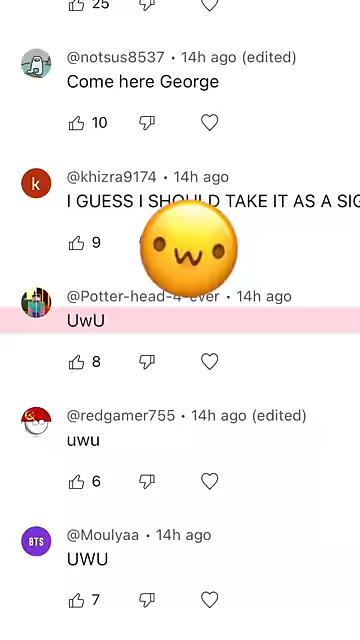 25
@notsus8537 • 14h ago (edited)
Come here George
10
k
@khizra9174 • 14h ago
I GUESS I SHOULD TAKE IT AS A
9
@Potter-head-4-ever • 14h ago
UwU
8
@redgamer755 • 14h ago (edited)
uwu
6
BTS
@Moulyaa • 14h ago
UWU
7